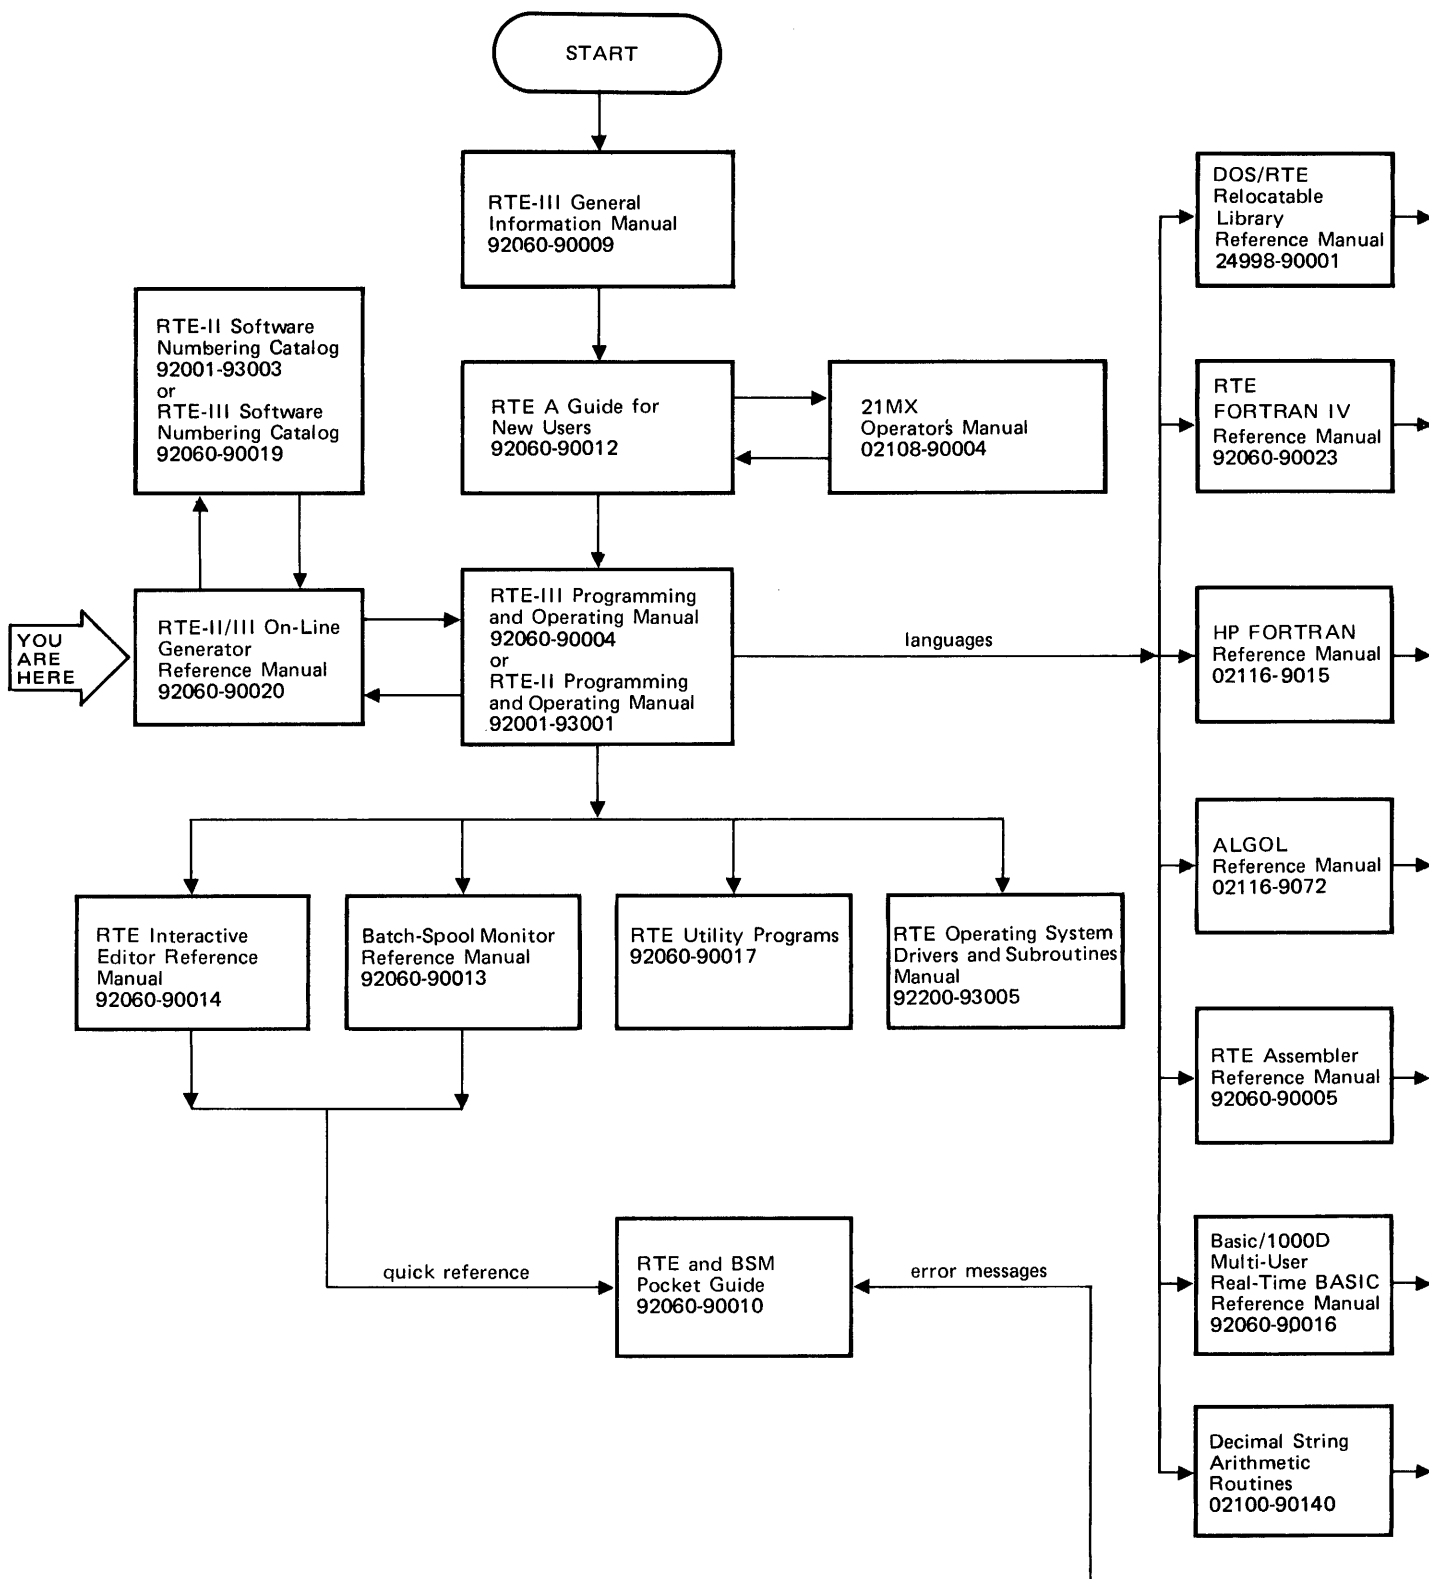 START
RTE-III General
Information Manual
92060-90009
DOS/RTE
Relocatable
Library
Reference Manual
24998-90001
RTE-II Software
Numbering Catalog
92001-93003
or
RTE-III Software
Numbering Catalog
92060-90019
RTE A Guide for
New Users
92060-90012
21MX
Operator's Manual
02108-90004
RTE
FORTRAN IV
Reference Manual
92060-90023
YOU
ARE
HERE
RTE-II/III On-Line
Generator
Reference Manual
92060-90020
RTE-III Programming
and Operating Manual
92060-90004
or
RTE-II Programming
and Operating Manual
92001-93001
languages
HP FORTRAN
Reference Manual
02116-9015
ALGOL
Reference Manual
02116-9072
RTE Interactive
Editor Reference
Manual
92060-90014
Batch-Spool Monitor
Reference Manual
92060-90013
RTE Utility Programs
92060-90017
RTE Operating System
Drivers and Subroutines
Manual
92200-93005
RTE Assembler
Reference Manual
92060-90005
quick reference
RTE and BSM
Pocket Guide
92060-90010
error messages
Basic/1000D
Multi-User
Real-Time BASIC
Reference Manual
92060-90016
Decimal String
Arithmetic
Routines
02100-90140